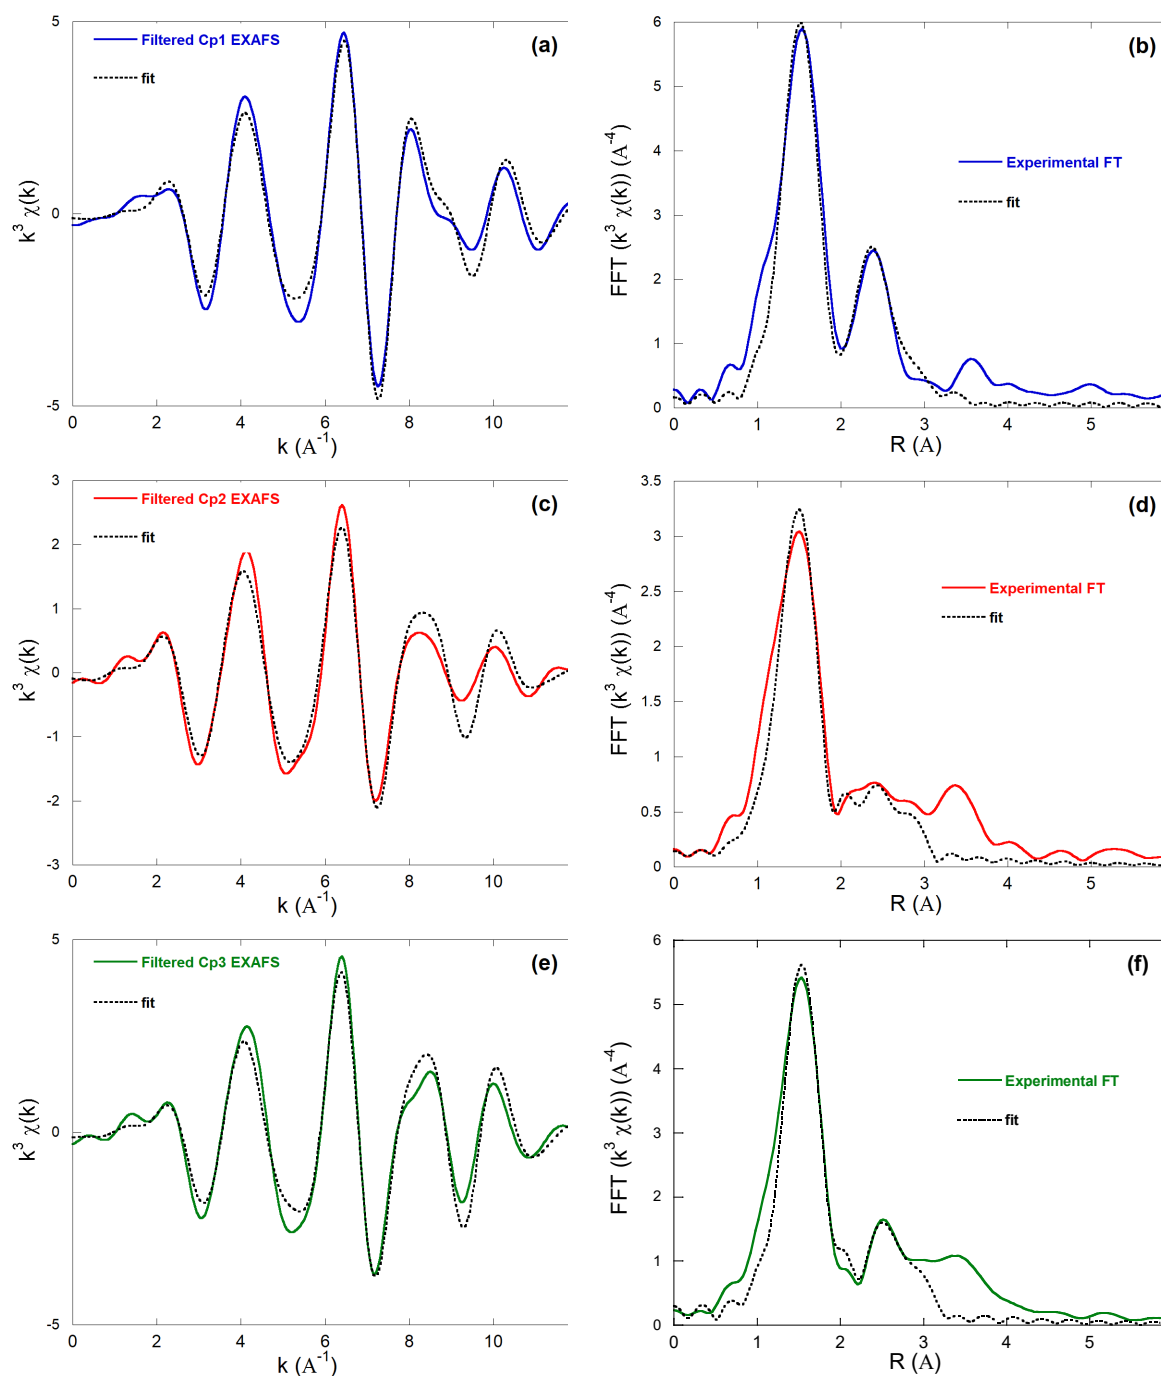 5
Filtered Cp1 EXAFS
(a)
fit
k³ χ(k)
0
-5
0 2 4 6 8 10
k (A⁻¹)
6
(b)
5
4
Experimental FT
3
fit
2
1
0
FFT (k³ χ(k)) (A⁻⁴)
0 1 2 3 4 5
R (A)
3
Filtered Cp2 EXAFS
(c)
2
fit
1
k³ χ(k)
0
-1
-2
-3
0 2 4 6 8 10
k (A⁻¹)
3.5
(d)
3
2.5
Experimental FT
fit
2
1.5
1
0.5
0
FFT (k³ χ(k)) (A⁻⁴)
0 1 2 3 4 5
R (A)
5
Filtered Cp3 EXAFS
(e)
fit
k³ χ(k)
0
-5
0 2 4 6 8 10
k (A⁻¹)
6
(f)
5
4
Experimental FT
fit
3
2
1
0
FFT (k³ χ(k)) (A⁻⁴)
0 1 2 3 4 5
R (A)